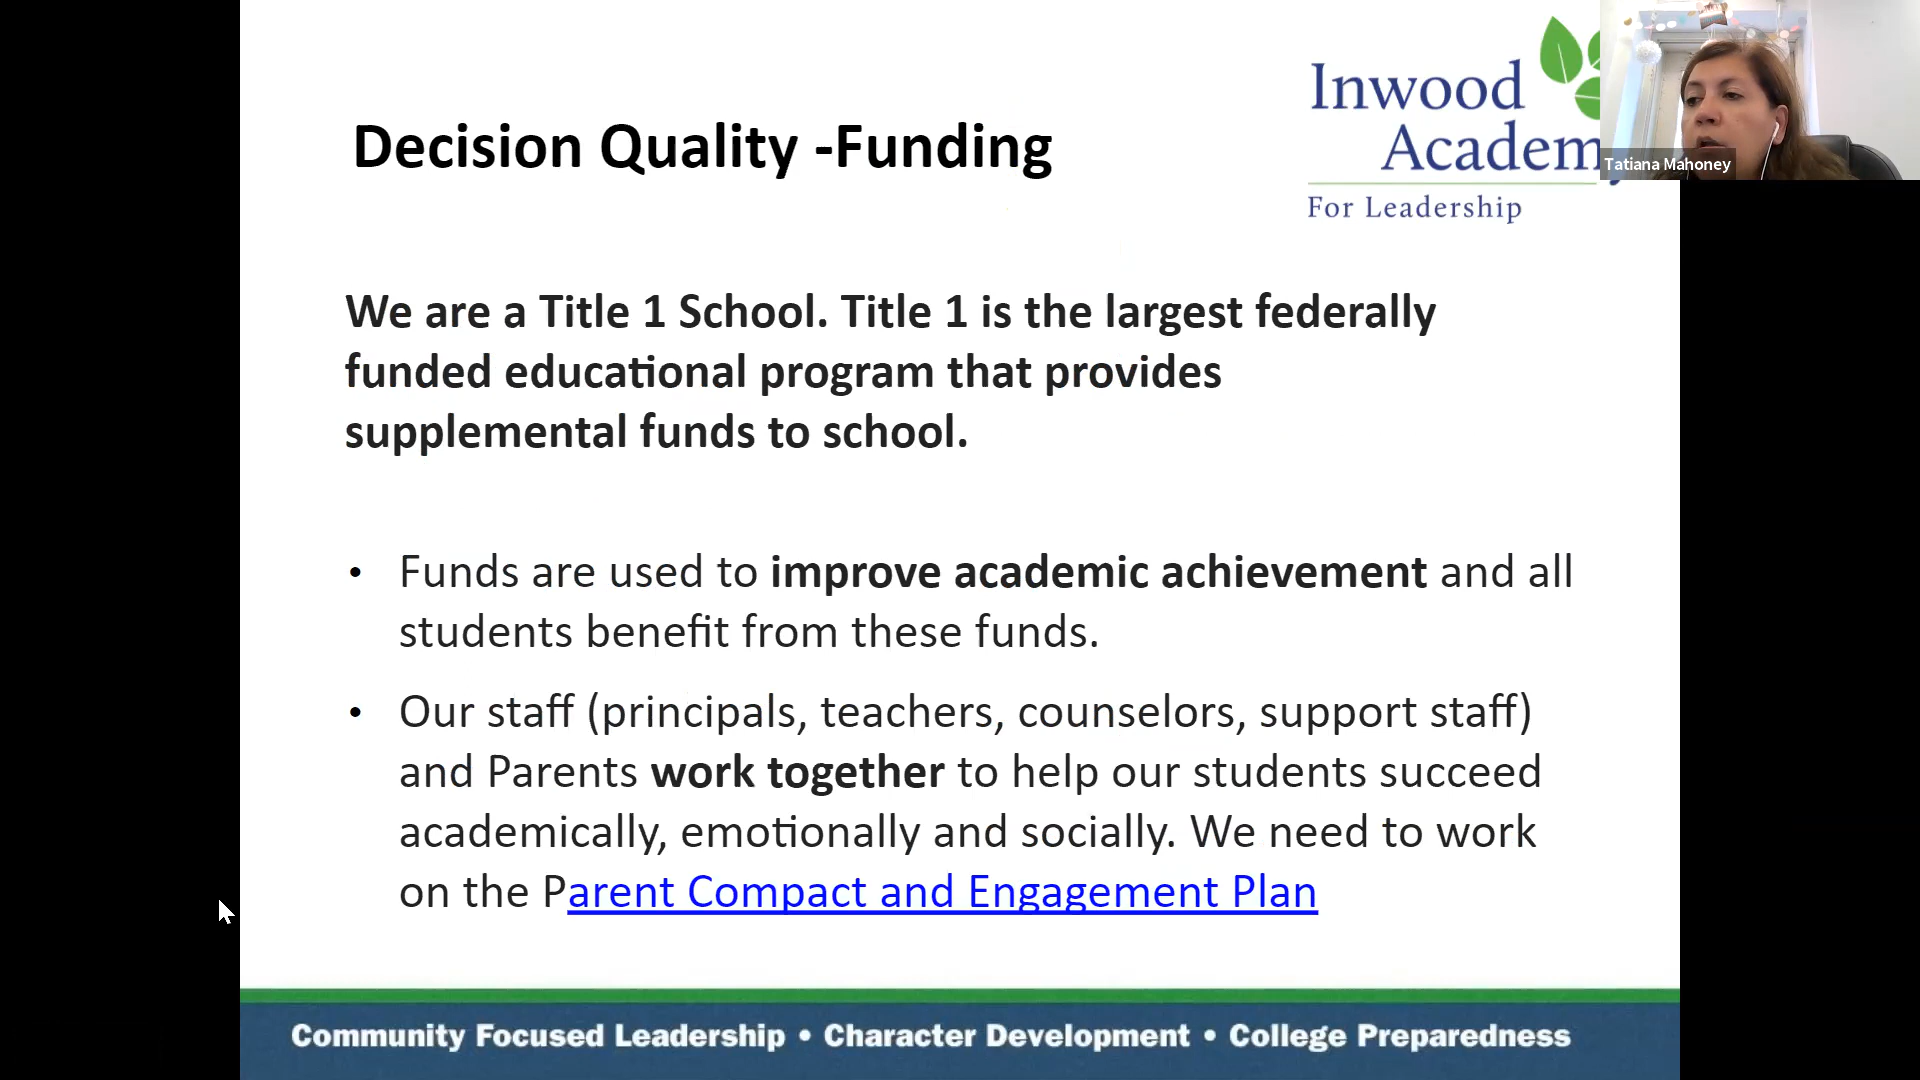 Decision Quality -Funding
Inwood
Academy
For Leadership
Tatiana Mahoney
We are a Title 1 School. Title 1 is the largest federally
funded educational program that provides
supplemental funds to school.
• Funds are used to improve academic achievement and all
students benefit from these funds.
• Our staff (principals, teachers, counselors, support staff)
and Parents work together to help our students succeed
academically, emotionally and socially. We need to work
on the Parent Compact and Engagement Plan
Community Focused Leadership • Character Development • College Preparedness